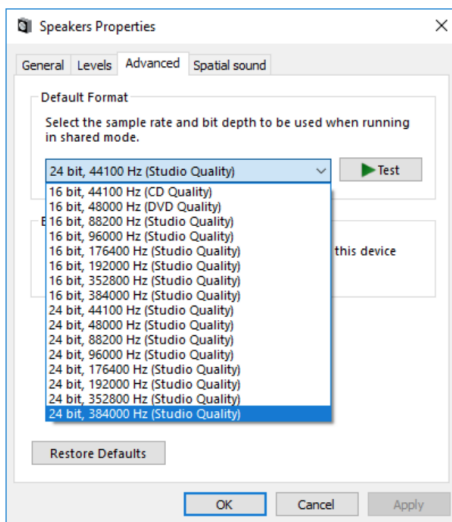 Speakers Properties
General Levels Advanced Spatial sound
Default Format
Select the sample rate and bit depth to be used when running
in shared mode.
24 bit, 44100 Hz (Studio Quality)
Test
16 bit, 44100 Hz (CD Quality)
16 bit, 48000 Hz (DVD Quality)
16 bit, 88200 Hz (Studio Quality)
16 bit, 96000 Hz (Studio Quality)
16 bit, 176400 Hz (Studio Quality)
this device
16 bit, 192000 Hz (Studio Quality)
16 bit, 352800 Hz (Studio Quality)
16 bit, 384000 Hz (Studio Quality)
24 bit, 44100 Hz (Studio Quality)
24 bit, 48000 Hz (Studio Quality)
24 bit, 88200 Hz (Studio Quality)
24 bit, 96000 Hz (Studio Quality)
24 bit, 176400 Hz (Studio Quality)
24 bit, 192000 Hz (Studio Quality)
24 bit, 352800 Hz (Studio Quality)
24 bit, 384000 Hz (Studio Quality)
Restore Defaults
OK Cancel Apply